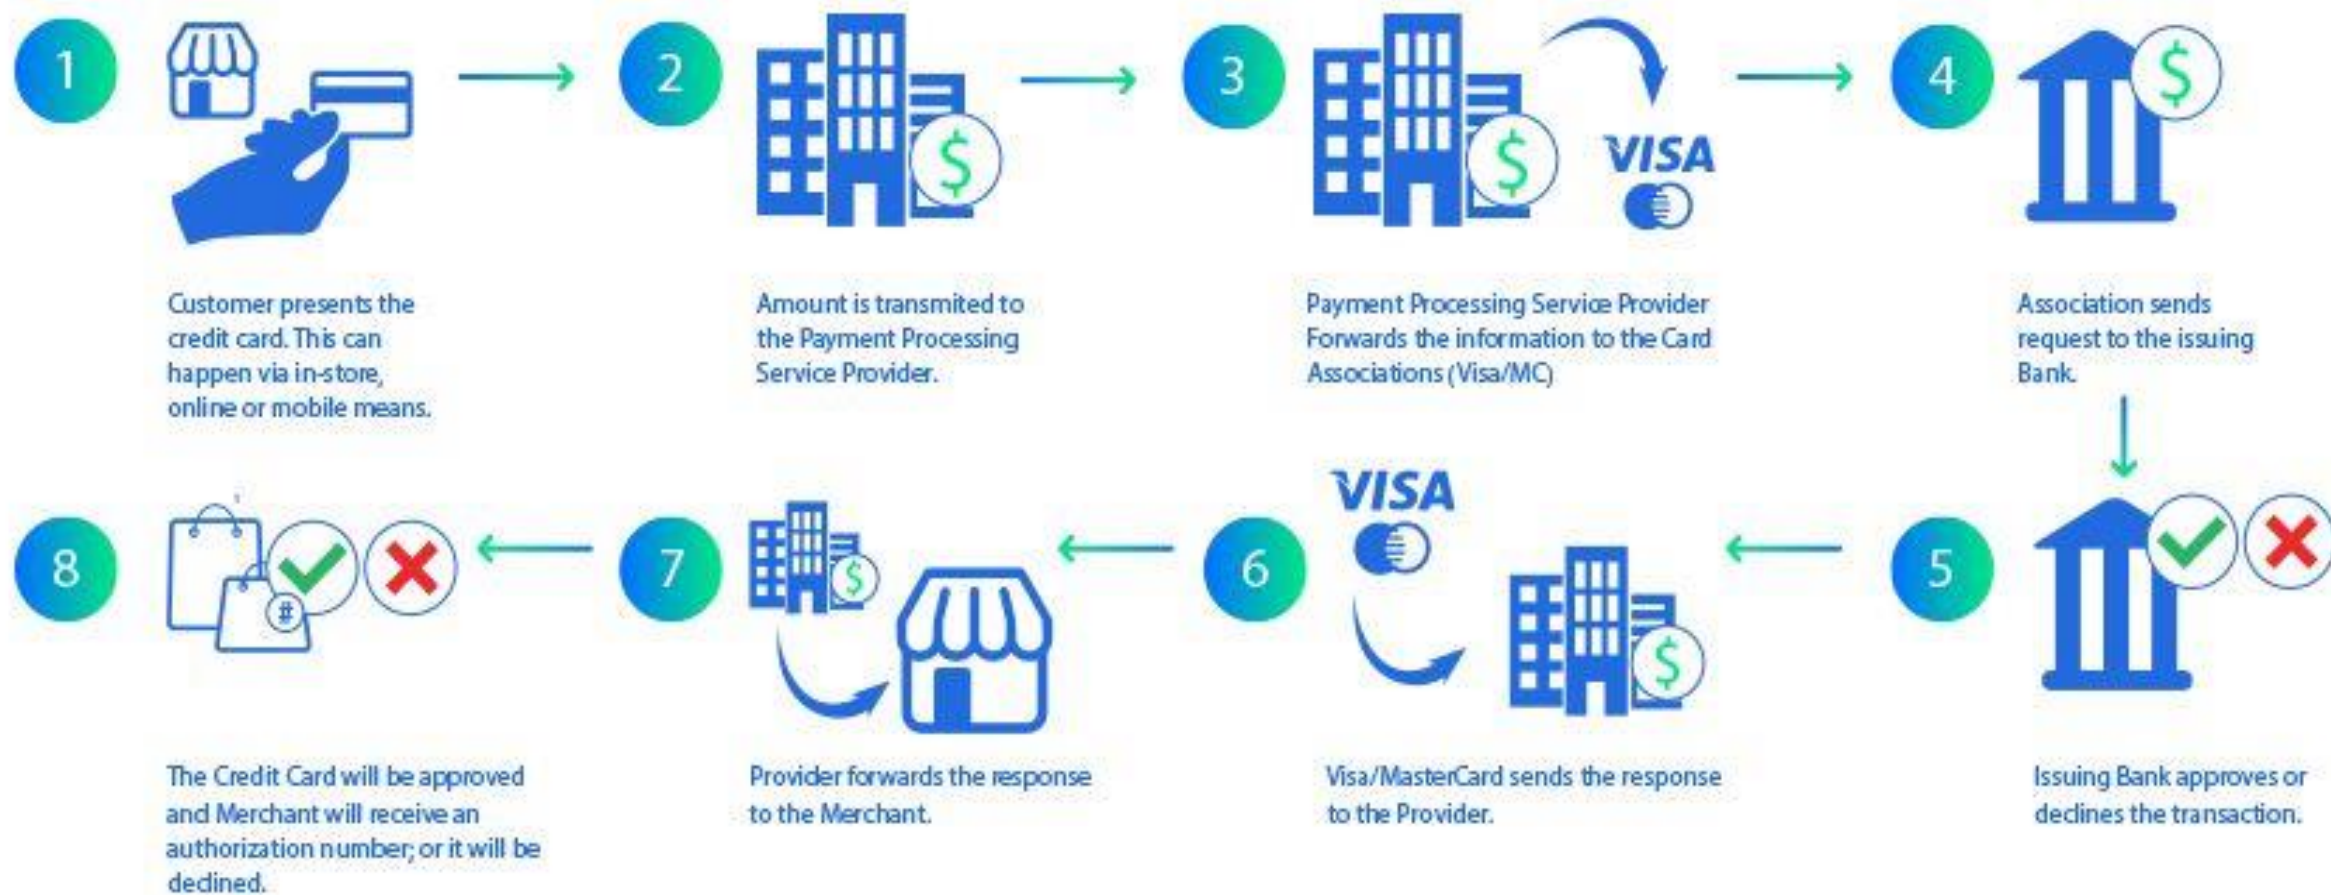 1
Customer presents the
credit card. This can
happen via in-store,
online or mobile means.
2
$
Amount is transmited to
the Payment Processing
Service Provider.
3
$
VISA
Payment Processing Service Provider
Forwards the information to the Card
Associations (Visa/MC)
4
$
Association sends
request to the issuing
Bank.
5
Issuing Bank approves or
declines the transaction.
6
VISA
$
Visa/MasterCard sends the response
to the Provider.
7
$
Provider forwards the response
to the Merchant.
8
#
The Credit Card will be approved
and Merchant will receive an
authorization number; or it will be
declined.